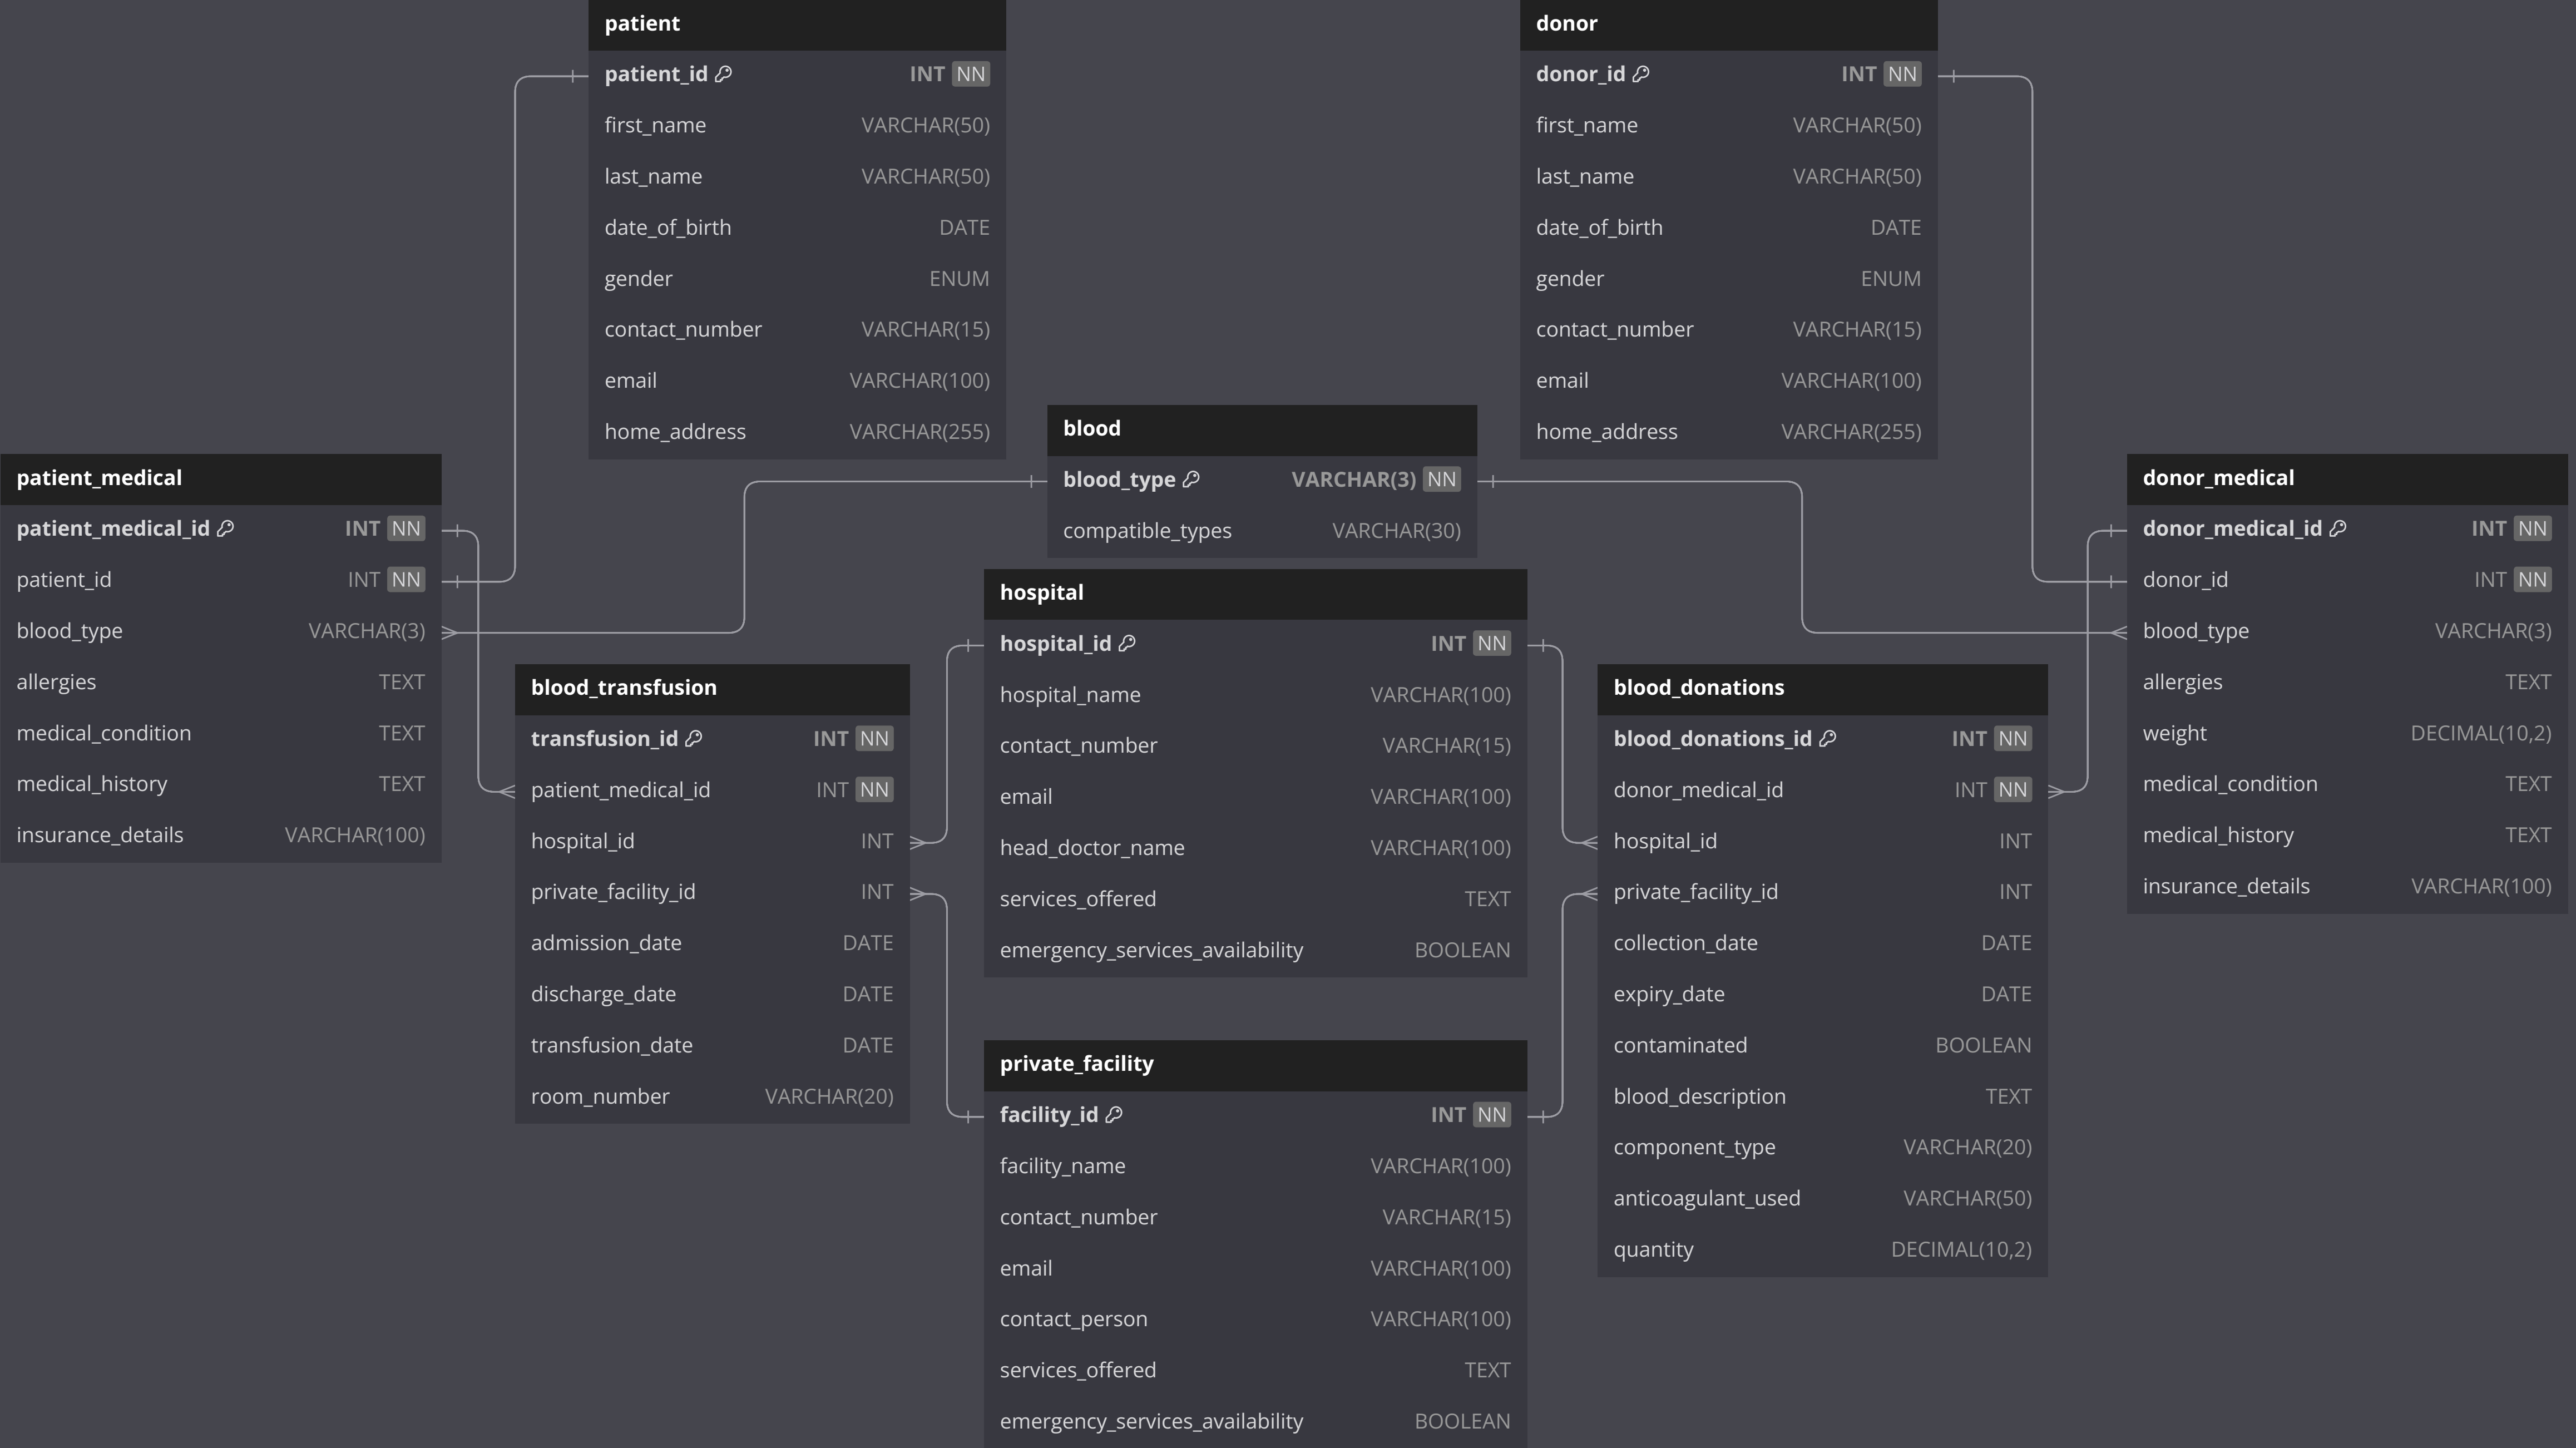 patient
patient_id INT NN
first_name VARCHAR(50)
last_name VARCHAR(50)
date_of_birth DATE
gender ENUM
contact_number VARCHAR(15)
email VARCHAR(100)
home_address VARCHAR(255)
donor
donor_id INT NN
first_name VARCHAR(50)
last_name VARCHAR(50)
date_of_birth DATE
gender ENUM
contact_number VARCHAR(15)
email VARCHAR(100)
home_address VARCHAR(255)
blood
blood_type VARCHAR(3) NN
compatible_types VARCHAR(30)
patient_medical
patient_medical_id INT NN
patient_id INT NN
blood_type VARCHAR(3)
allergies TEXT
medical_condition TEXT
medical_history TEXT
insurance_details VARCHAR(100)
donor_medical
donor_medical_id INT NN
donor_id INT NN
blood_type VARCHAR(3)
allergies TEXT
weight DECIMAL(10,2)
medical_condition TEXT
medical_history TEXT
insurance_details VARCHAR(100)
hospital
hospital_id INT NN
hospital_name VARCHAR(100)
contact_number VARCHAR(15)
email VARCHAR(100)
head_doctor_name VARCHAR(100)
services_offered TEXT
emergency_services_availability BOOLEAN
blood_transfusion
transfusion_id INT NN
patient_medical_id INT NN
hospital_id INT
private_facility_id INT
admission_date DATE
discharge_date DATE
transfusion_date DATE
room_number VARCHAR(20)
blood_donations
blood_donations_id INT NN
donor_medical_id INT NN
hospital_id INT
private_facility_id INT
collection_date DATE
expiry_date DATE
contaminated BOOLEAN
blood_description TEXT
component_type VARCHAR(20)
anticoagulant_used VARCHAR(50)
quantity DECIMAL(10,2)
private_facility
facility_id INT NN
facility_name VARCHAR(100)
contact_number VARCHAR(15)
email VARCHAR(100)
contact_person VARCHAR(100)
services_offered TEXT
emergency_services_availability BOOLEAN